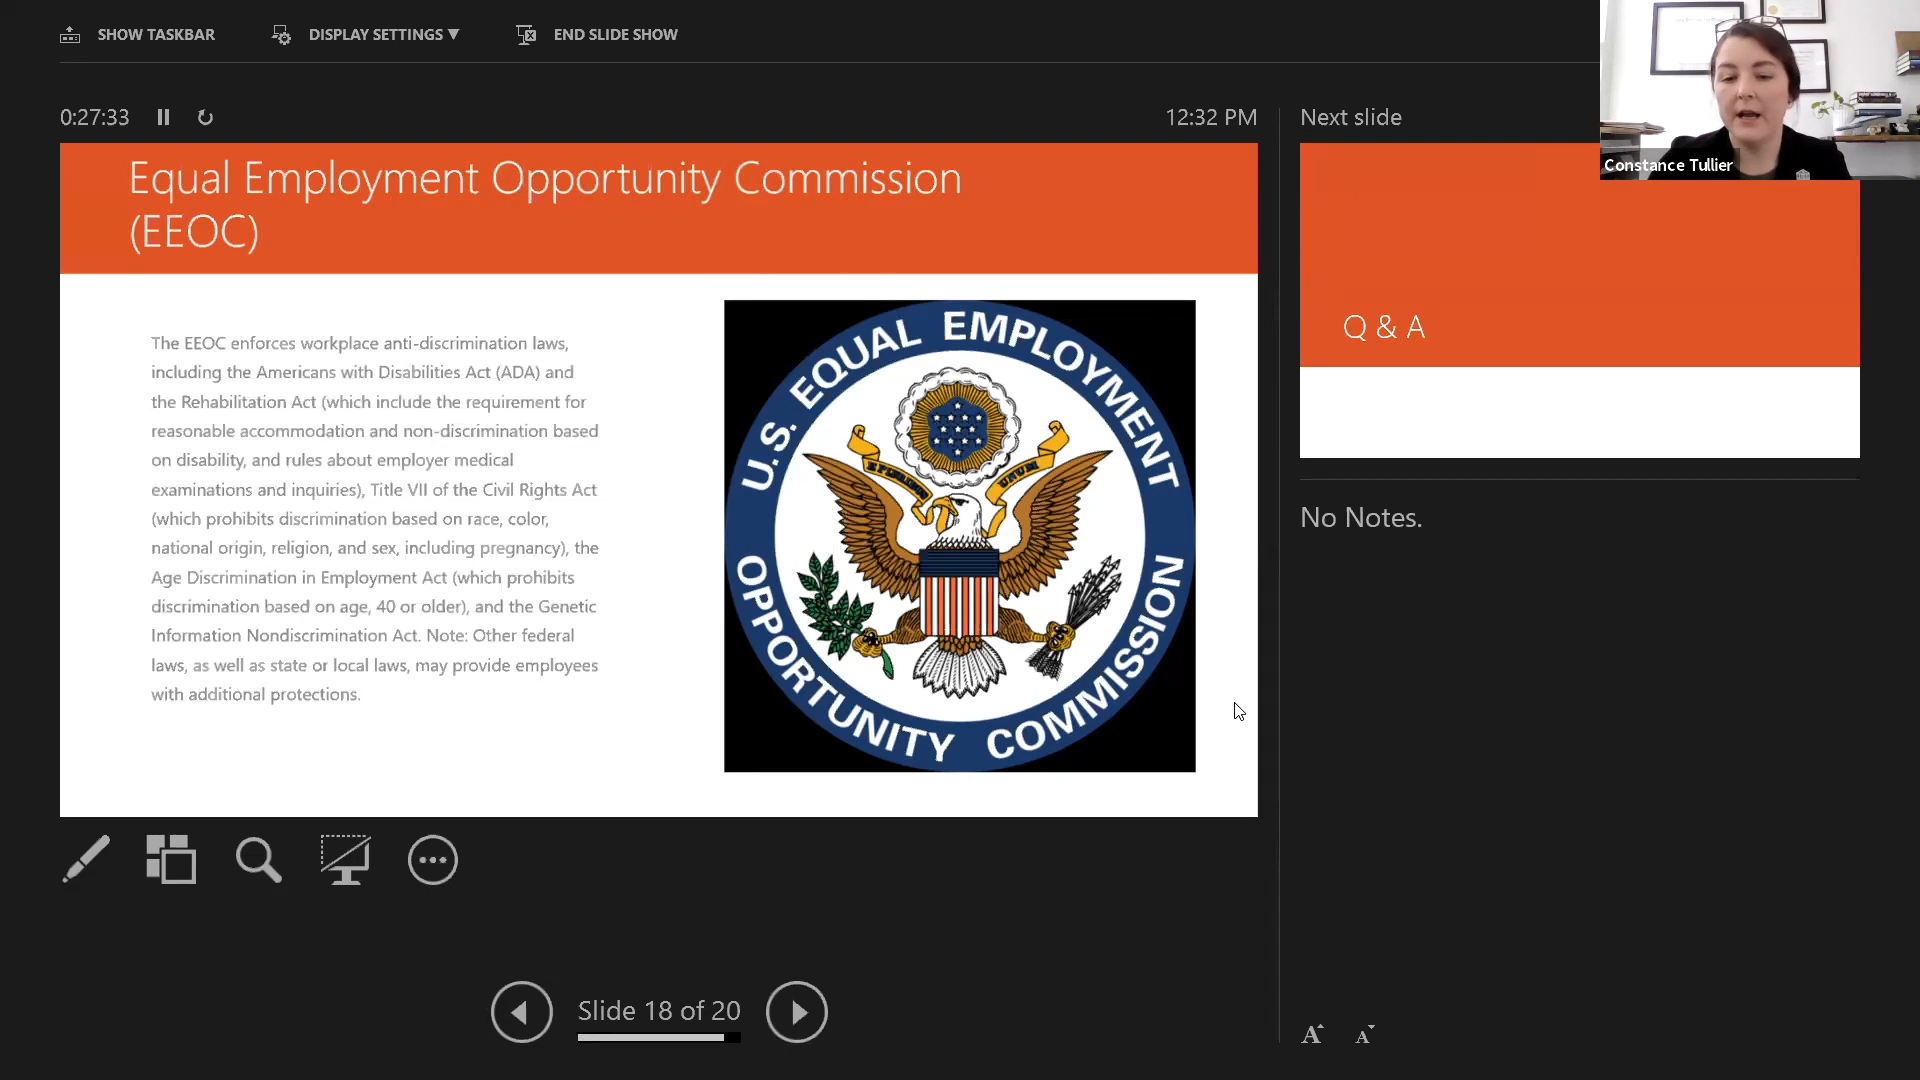 SHOW TASKBAR
DISPLAY SETTINGS ▼
END SLIDE SHOW
0:27:33
12:32 PM
Equal Employment Opportunity Commission
(EEOC)
The EEOC enforces workplace anti-discrimination laws,
including the Americans with Disabilities Act (ADA) and
the Rehabilitation Act (which include the requirement for
reasonable accommodation and non-discrimination based
on disability, and rules about employer medical
examinations and inquiries), Title VII of the Civil Rights Act
(which prohibits discrimination based on race, color,
national origin, religion, and sex, including pregnancy), the
Age Discrimination in Employment Act (which prohibits
discrimination based on age, 40 or older), and the Genetic
Information Nondiscrimination Act. Note: Other federal
laws, as well as state or local laws, may provide employees
with additional protections.
U.S. EQUAL EMPLOYMENT
OPPORTUNITY COMMISSION
E PLURIBUS UNUM
Slide 18 of 20
Next slide
Constance Tullier
Q & A
No Notes.
A A